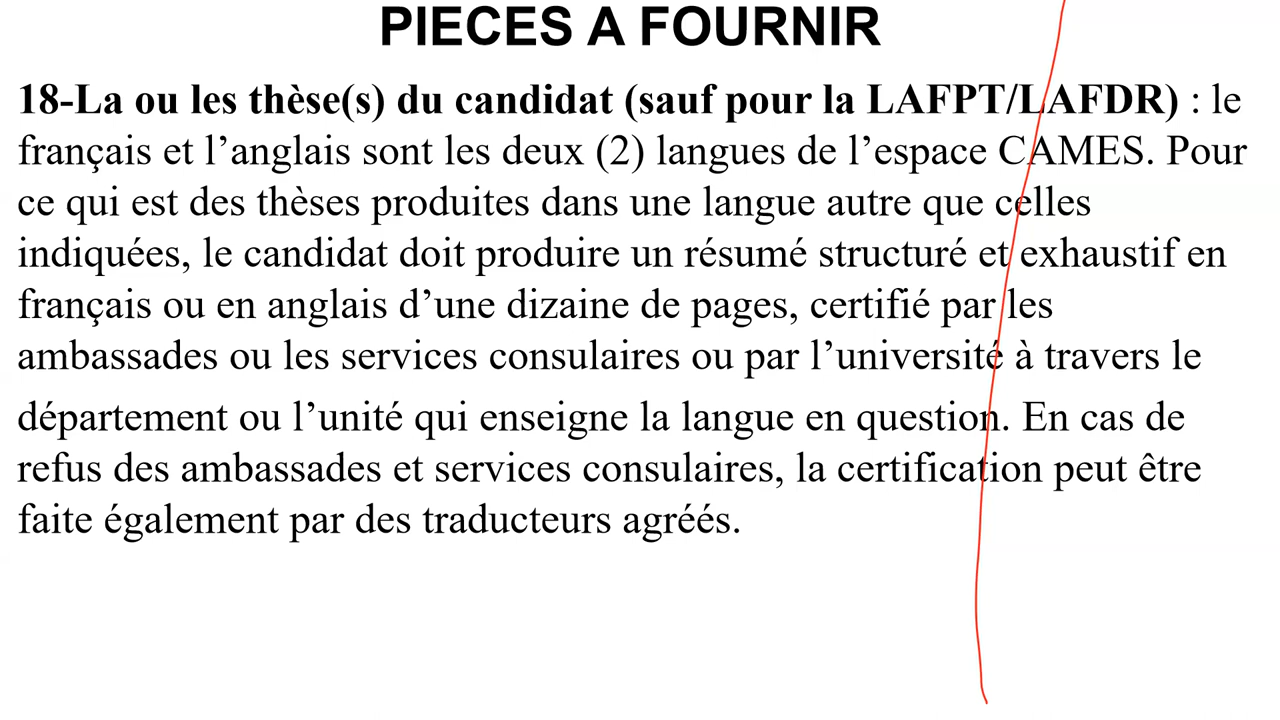 PIECES A FOURNIR
18-La ou les thèse(s) du candidat (sauf pour la LAFPT/LAFDR) : le
français et l’anglais sont les deux (2) langues de l’espace CAMES. Pour
ce qui est des thèses produites dans une langue autre que celles
indiquées, le candidat doit produire un résumé structuré et exhaustif en
français ou en anglais d’une dizaine de pages, certifié par les
ambassades ou les services consulaires ou par l’université à travers le
département ou l’unité qui enseigne la langue en question. En cas de
refus des ambassades et services consulaires, la certification peut être
faite également par des traducteurs agréés.